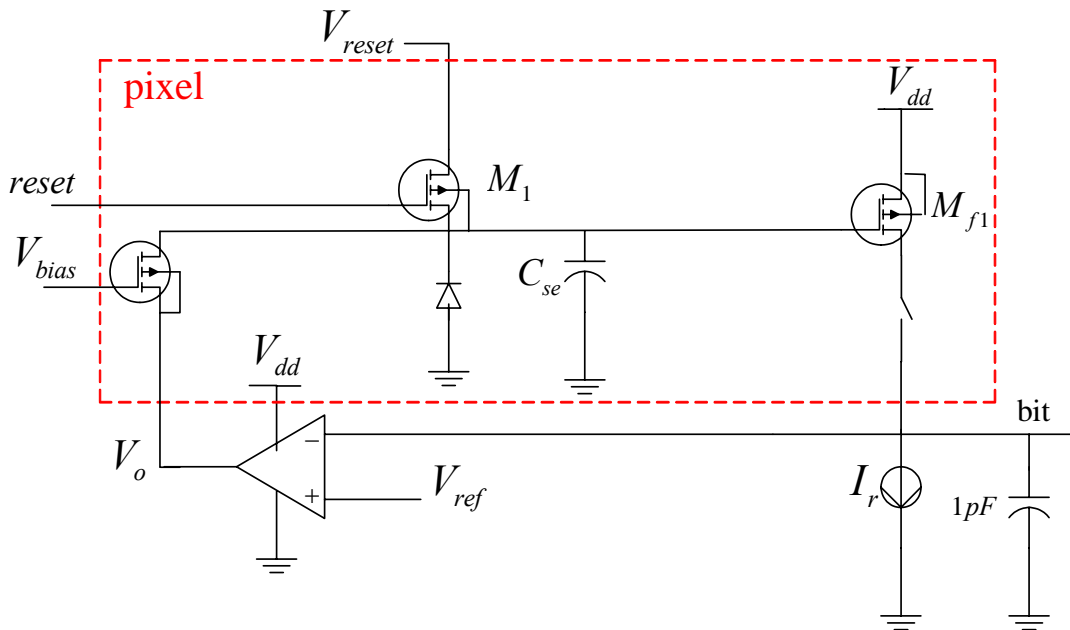 V_reset
pixel
V_dd
reset
M_1
M_f1
V_bias
C_se
V_dd
bit
−
V_o
V_ref
+
I_r
1pF